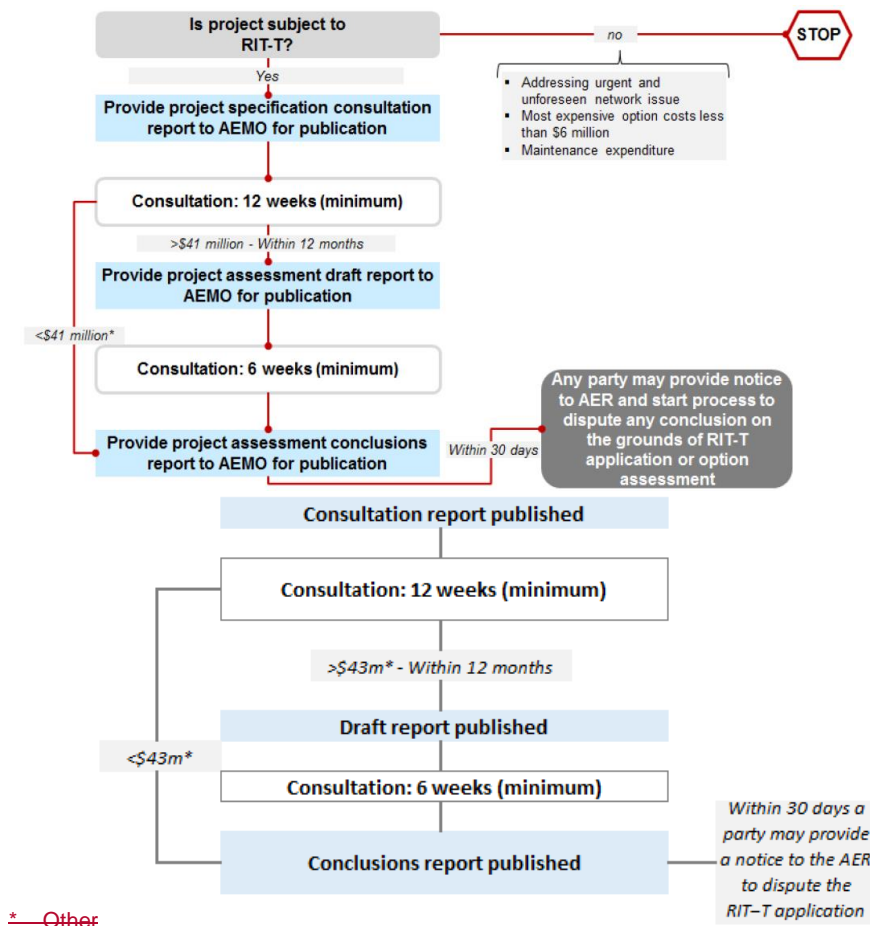 Is project subject to
RIT-T?
no
STOP
Yes
▪ Addressing urgent and
unforeseen network issue
▪ Most expensive option costs less
than $6 million
▪ Maintenance expenditure
Provide project specification consultation
report to AEMO for publication
Consultation: 12 weeks (minimum)
>$41 million - Within 12 months
Provide project assessment draft report to
AEMO for publication
<$41 million*
Consultation: 6 weeks (minimum)
Provide project assessment conclusions
report to AEMO for publication
Within 30 days
Any party may provide notice
to AER and start process to
dispute any conclusion on
the grounds of RIT-T
application or option
assessment
Consultation report published
Consultation: 12 weeks (minimum)
>$43m* - Within 12 months
Draft report published
<$43m*
Consultation: 6 weeks (minimum)
Conclusions report published
Within 30 days a
party may provide
a notice to the AER
to dispute the
RIT–T application
* Other